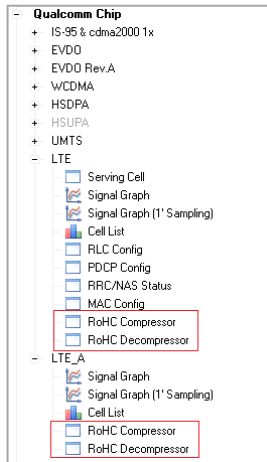 Qualcomm Chip
IS-95 & cdma2000 1x
EVDO
EVDO Rev.A
WCDMA
HSDPA
HSUPA
UMTS
LTE
Serving Cell
Signal Graph
Signal Graph (1' Sampling)
Cell List
RLC Config
PDCP Config
RRC/NAS Status
MAC Config
RoHC Compressor
RoHC Decompressor
LTE_A
Signal Graph
Signal Graph (1' Sampling)
Cell List
RoHC Compressor
RoHC Decompressor